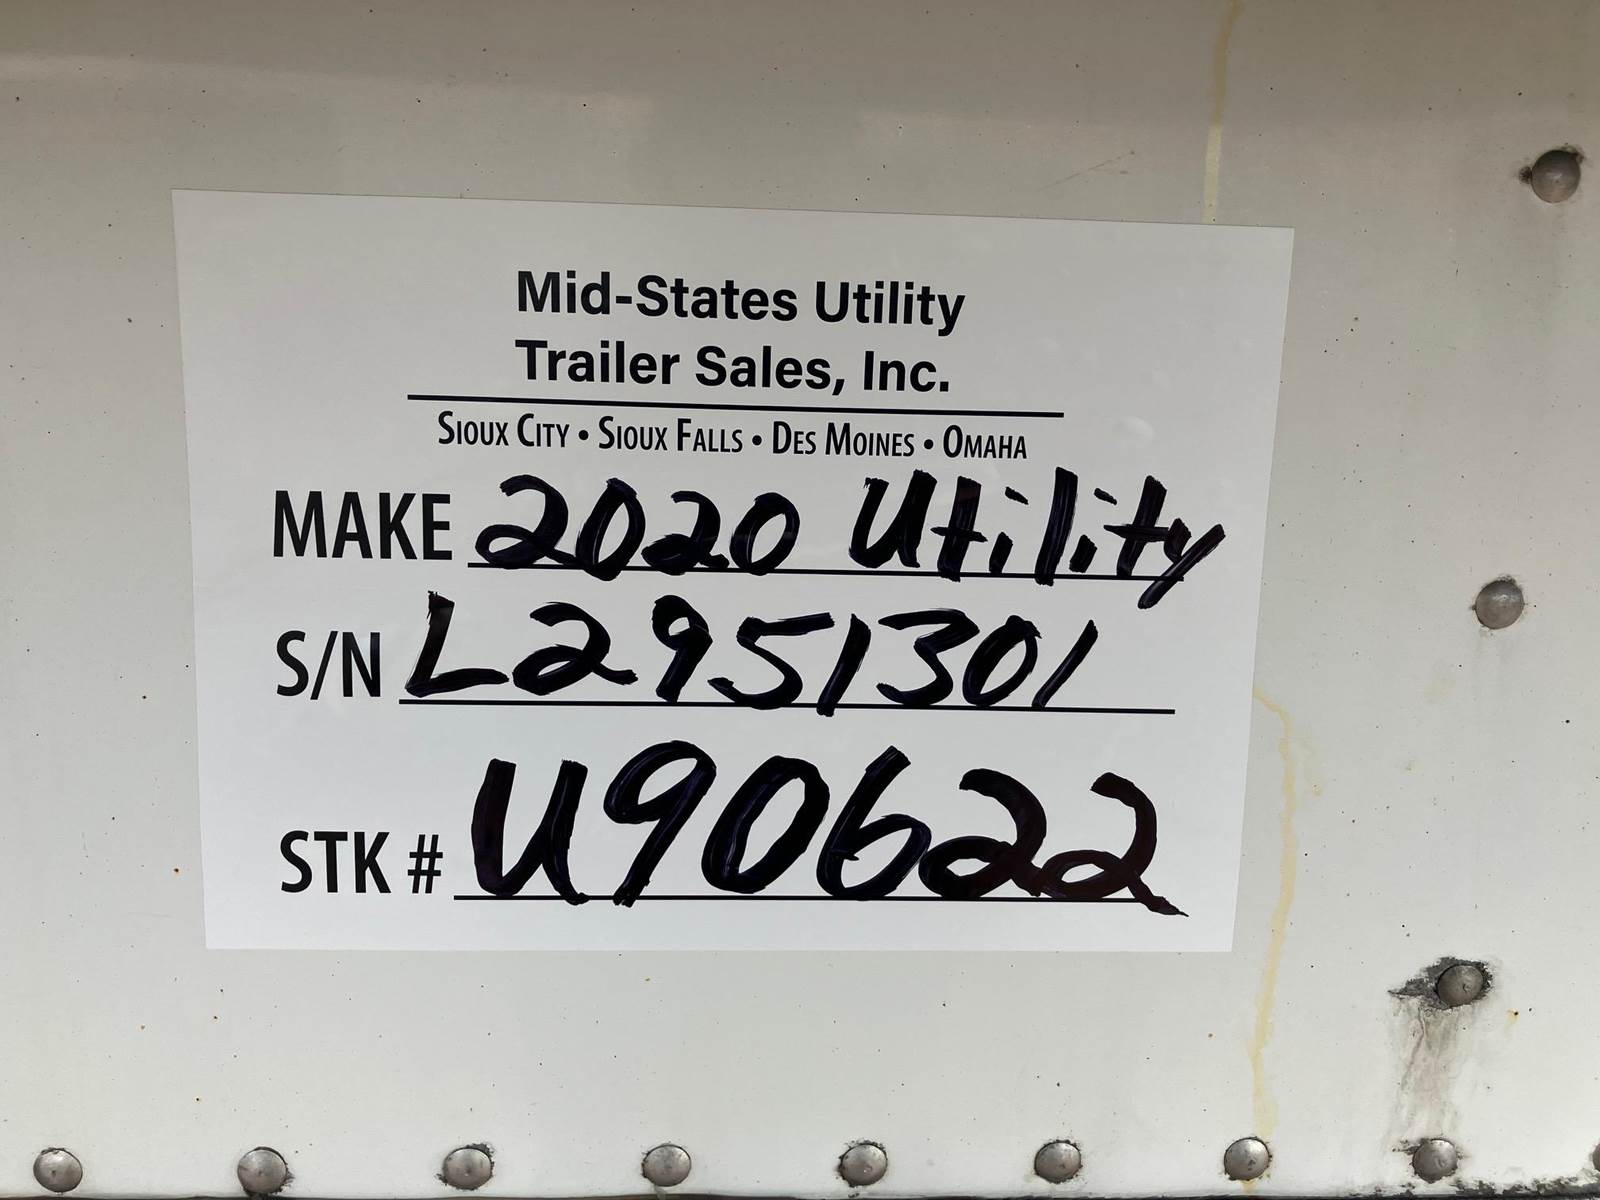 Mid-States Utility
Trailer Sales, Inc.
Sioux City • Sioux Falls • Des Moines • Omaha
MAKE 2020 Utility
S/N L2951301
STK # U90622